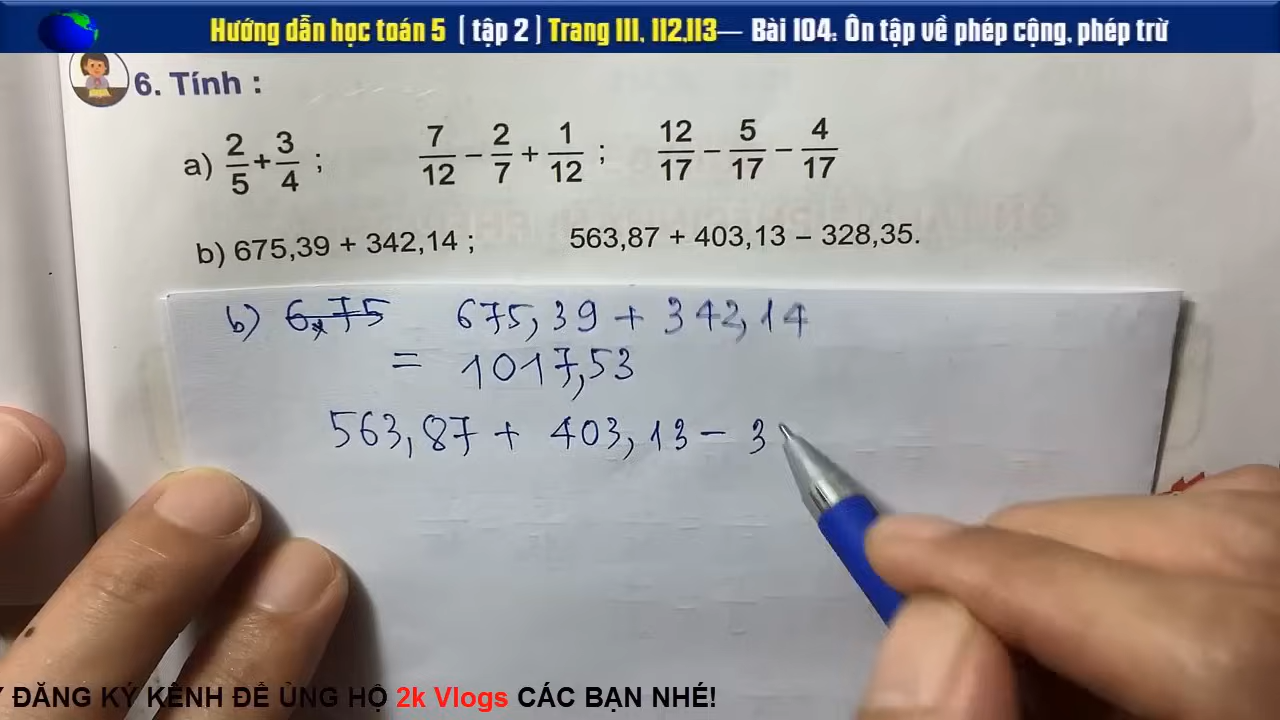 Hướng dẫn học toán 5 ( tập 2 ) Trang 111, 112,113— Bài 104: Ôn tập về phép cộng, phép trừ
6. Tính :
a) 2/5 + 3/4 ; 7/12 − 2/7 + 1/12 ; 12/17 − 5/17 − 4/17
b) 675,39 + 342,14 ; 563,87 + 403,13 − 328,35.
b) 6,75 675,39 + 342,14
= 1017,53
563,87 + 403,13 − 3
ĐĂNG KÝ KÊNH ĐỂ ỦNG HỘ 2k Vlogs CÁC BẠN NHÉ!